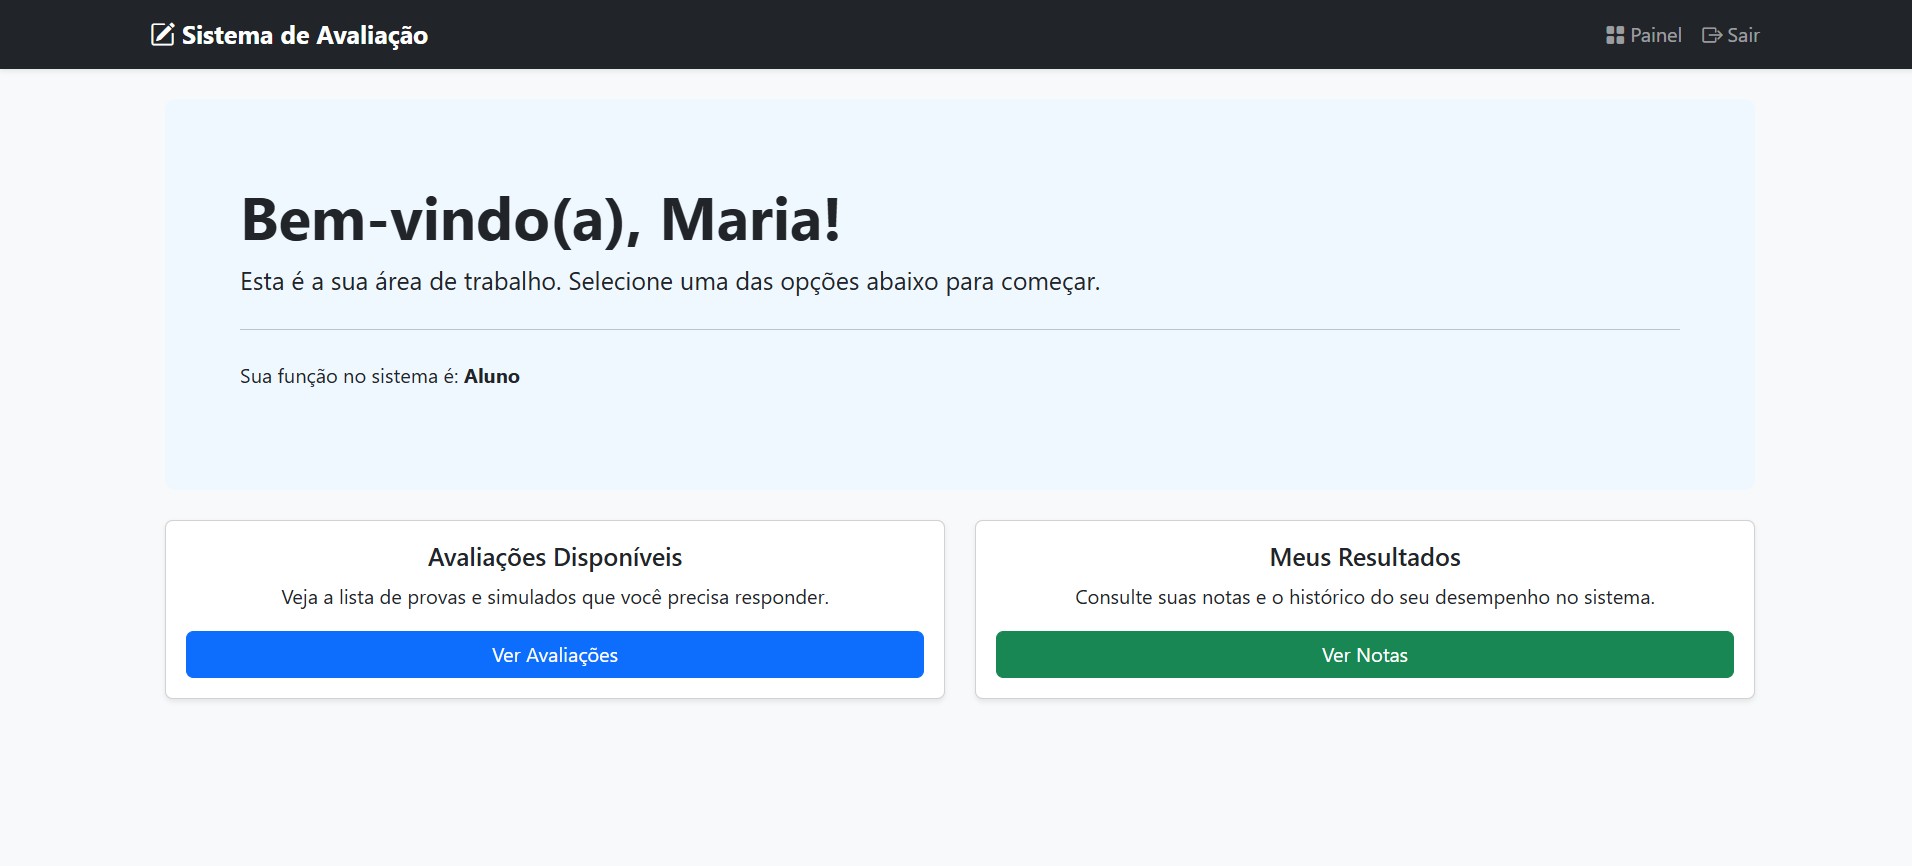 Sistema de Avaliação
Painel
Sair
Bem-vindo(a), Maria!
Esta é a sua área de trabalho. Selecione uma das opções abaixo para começar.
Sua função no sistema é: Aluno
Avaliações Disponíveis
Veja a lista de provas e simulados que você precisa responder.
Ver Avaliações
Meus Resultados
Consulte suas notas e o histórico do seu desempenho no sistema.
Ver Notas